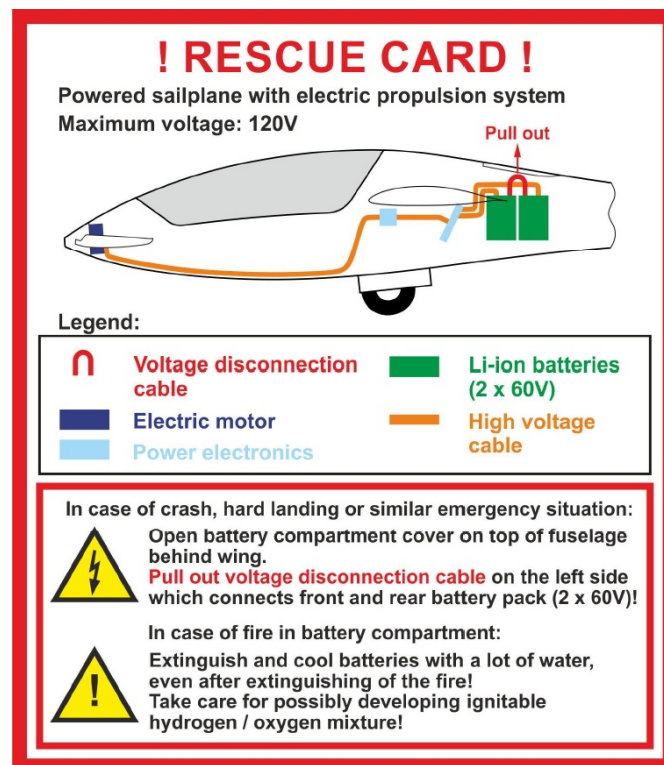 ! RESCUE CARD !
Powered sailplane with electric propulsion system
Maximum voltage: 120V
Pull out
Legend:
Voltage disconnection
cable
Li-ion batteries
(2 x 60V)
Electric motor
High voltage
cable
Power electronics
In case of crash, hard landing or similar emergency situation:
Open battery compartment cover on top of fuselage
behind wing.
Pull out voltage disconnection cable on the left side
which connects front and rear battery pack (2 x 60V)!
In case of fire in battery compartment:
Extinguish and cool batteries with a lot of water,
even after extinguishing of the fire!
Take care for possibly developing ignitable
hydrogen / oxygen mixture!